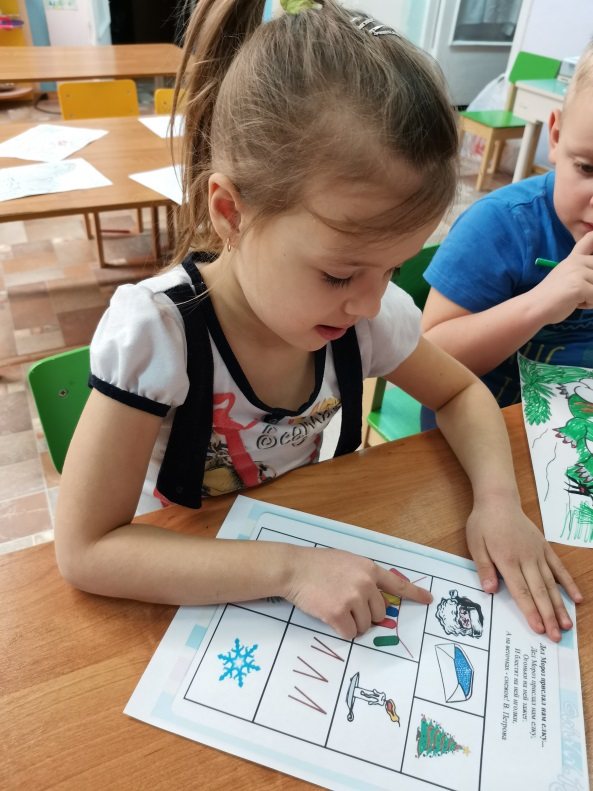 Дед Мороз прислал нам елку...
Дед Мороз прислал нам елку,
Огоньки на ней зажег.
И блестят на ней иголки,
А на веточках - снежок! В. Петрова